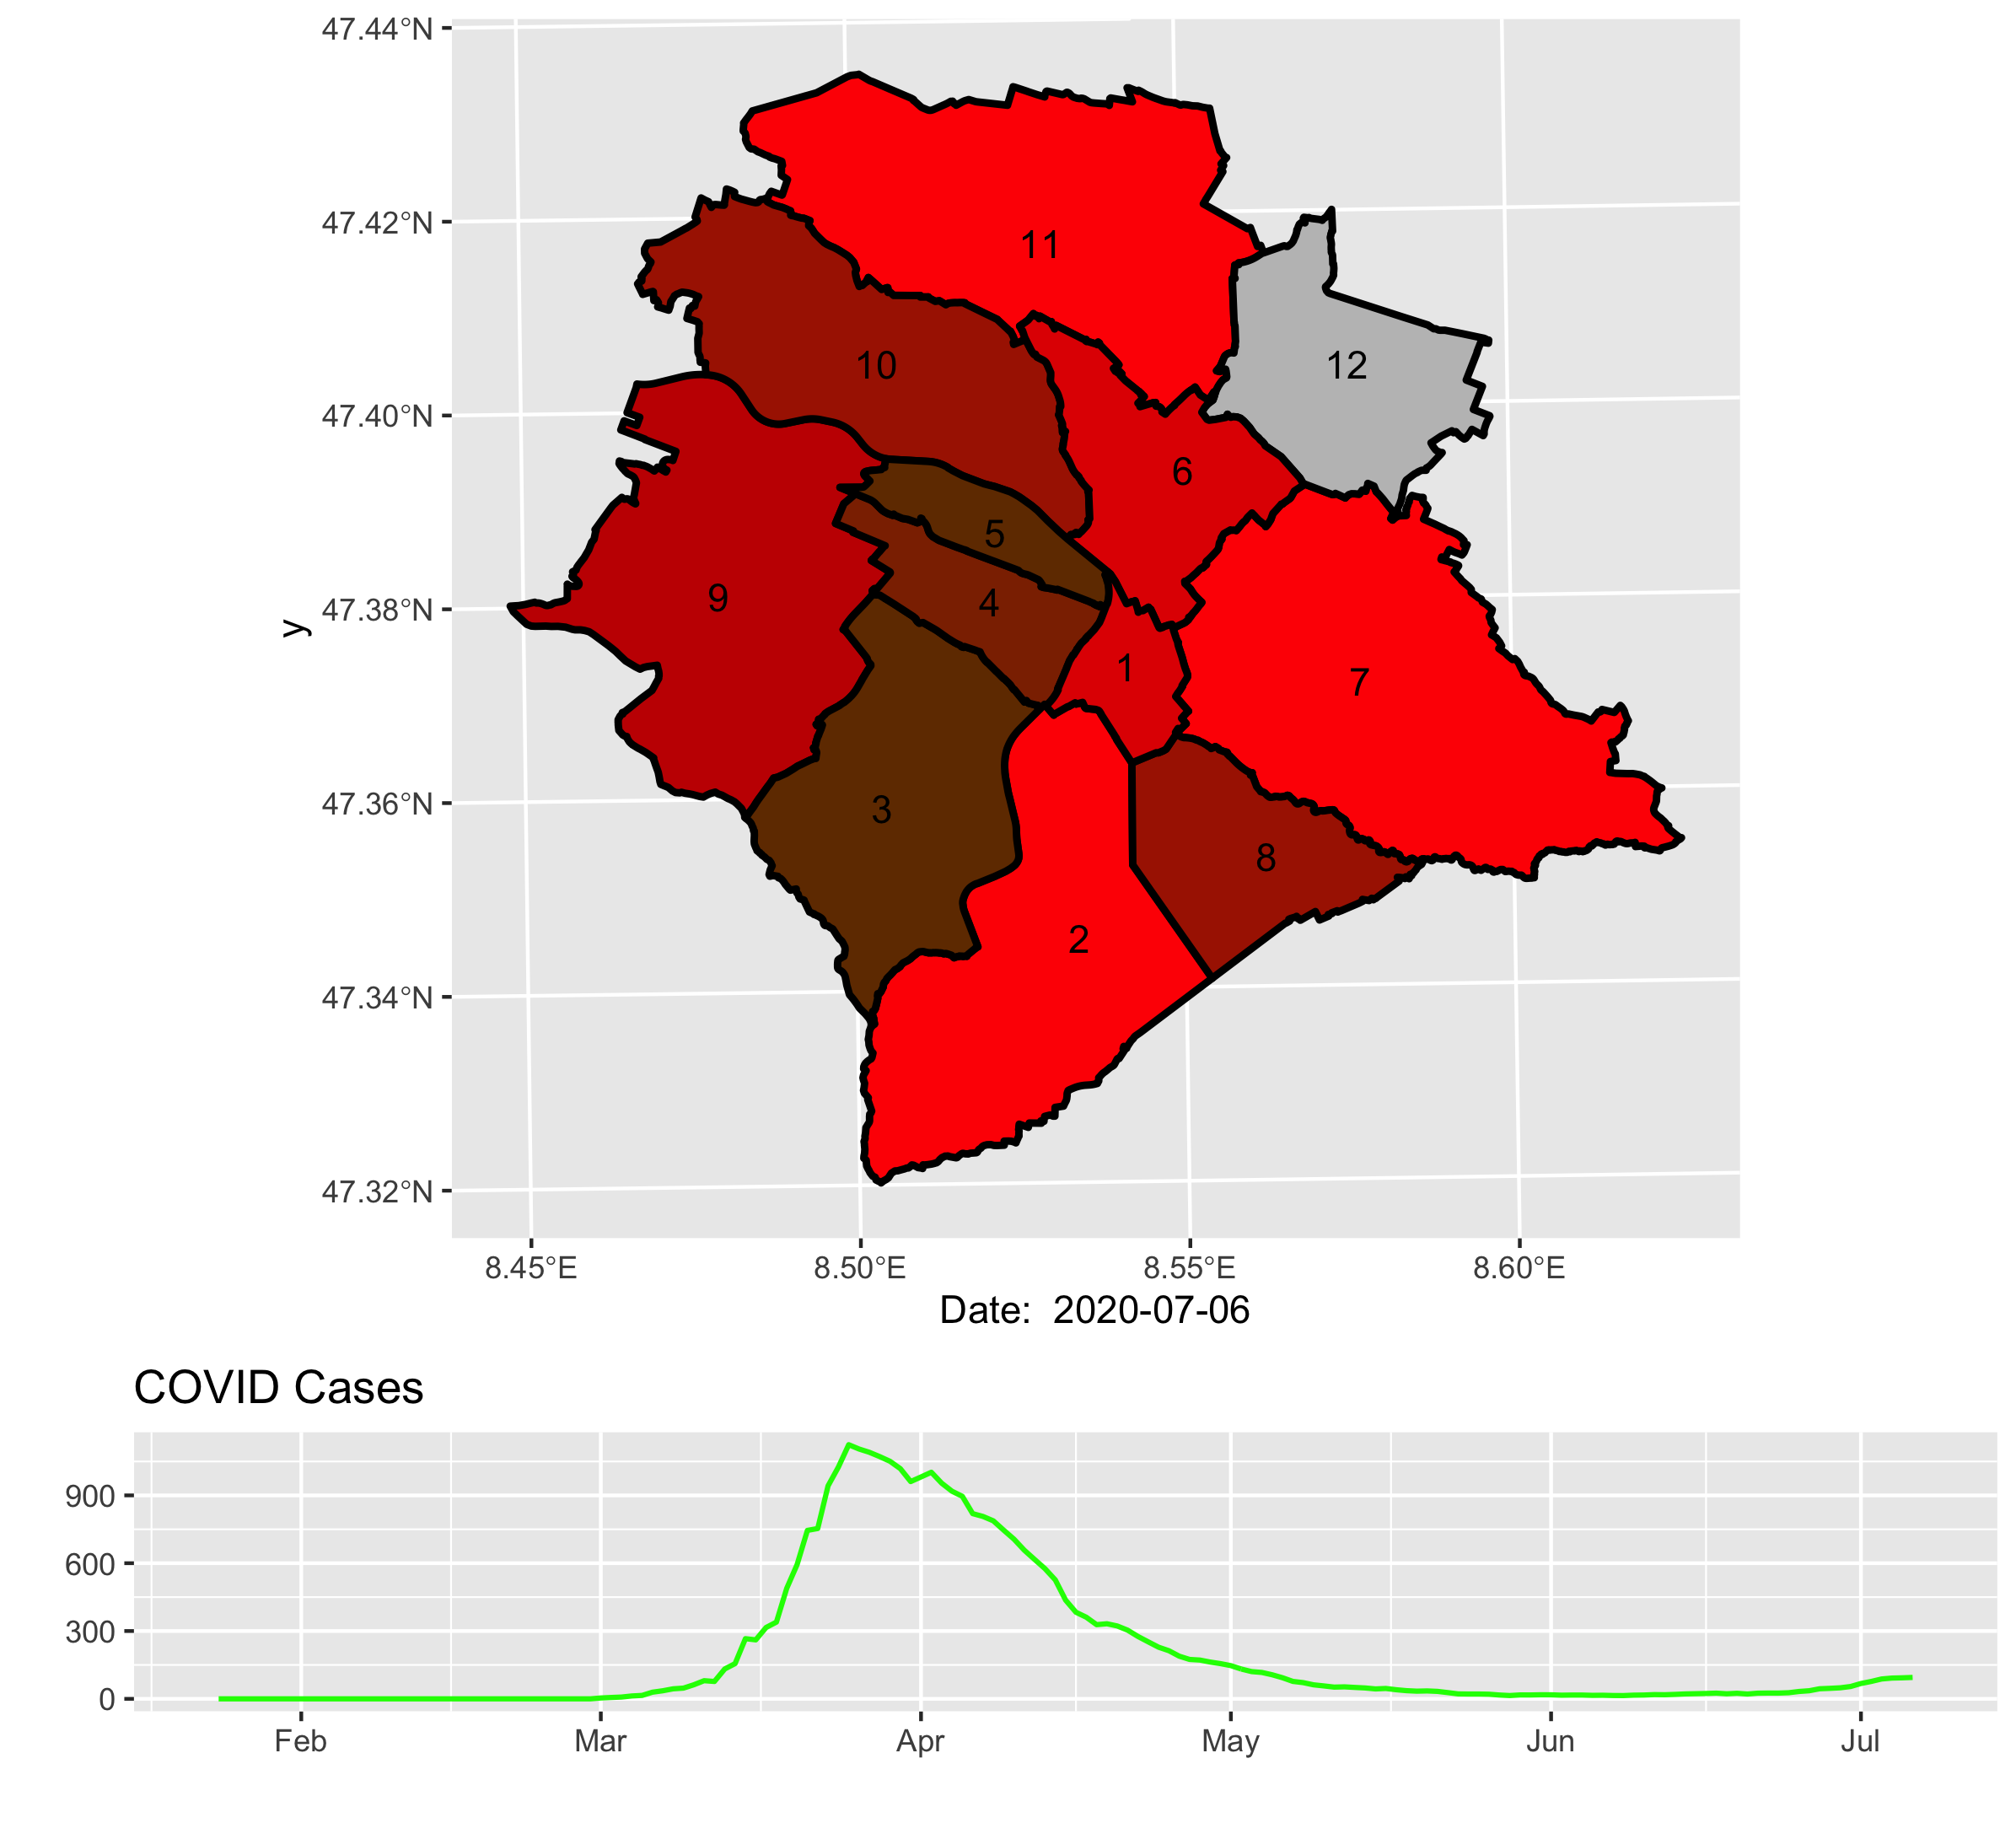 47.44°N
47.42°N
47.40°N
47.38°N
47.36°N
47.34°N
47.32°N
y
11
12
10
6
5
4
9
1
7
3
8
2
8.45°E 8.50°E 8.55°E 8.60°E
Date: 2020-07-06
COVID Cases
900
600
300
0
Feb Mar Apr May Jun Jul